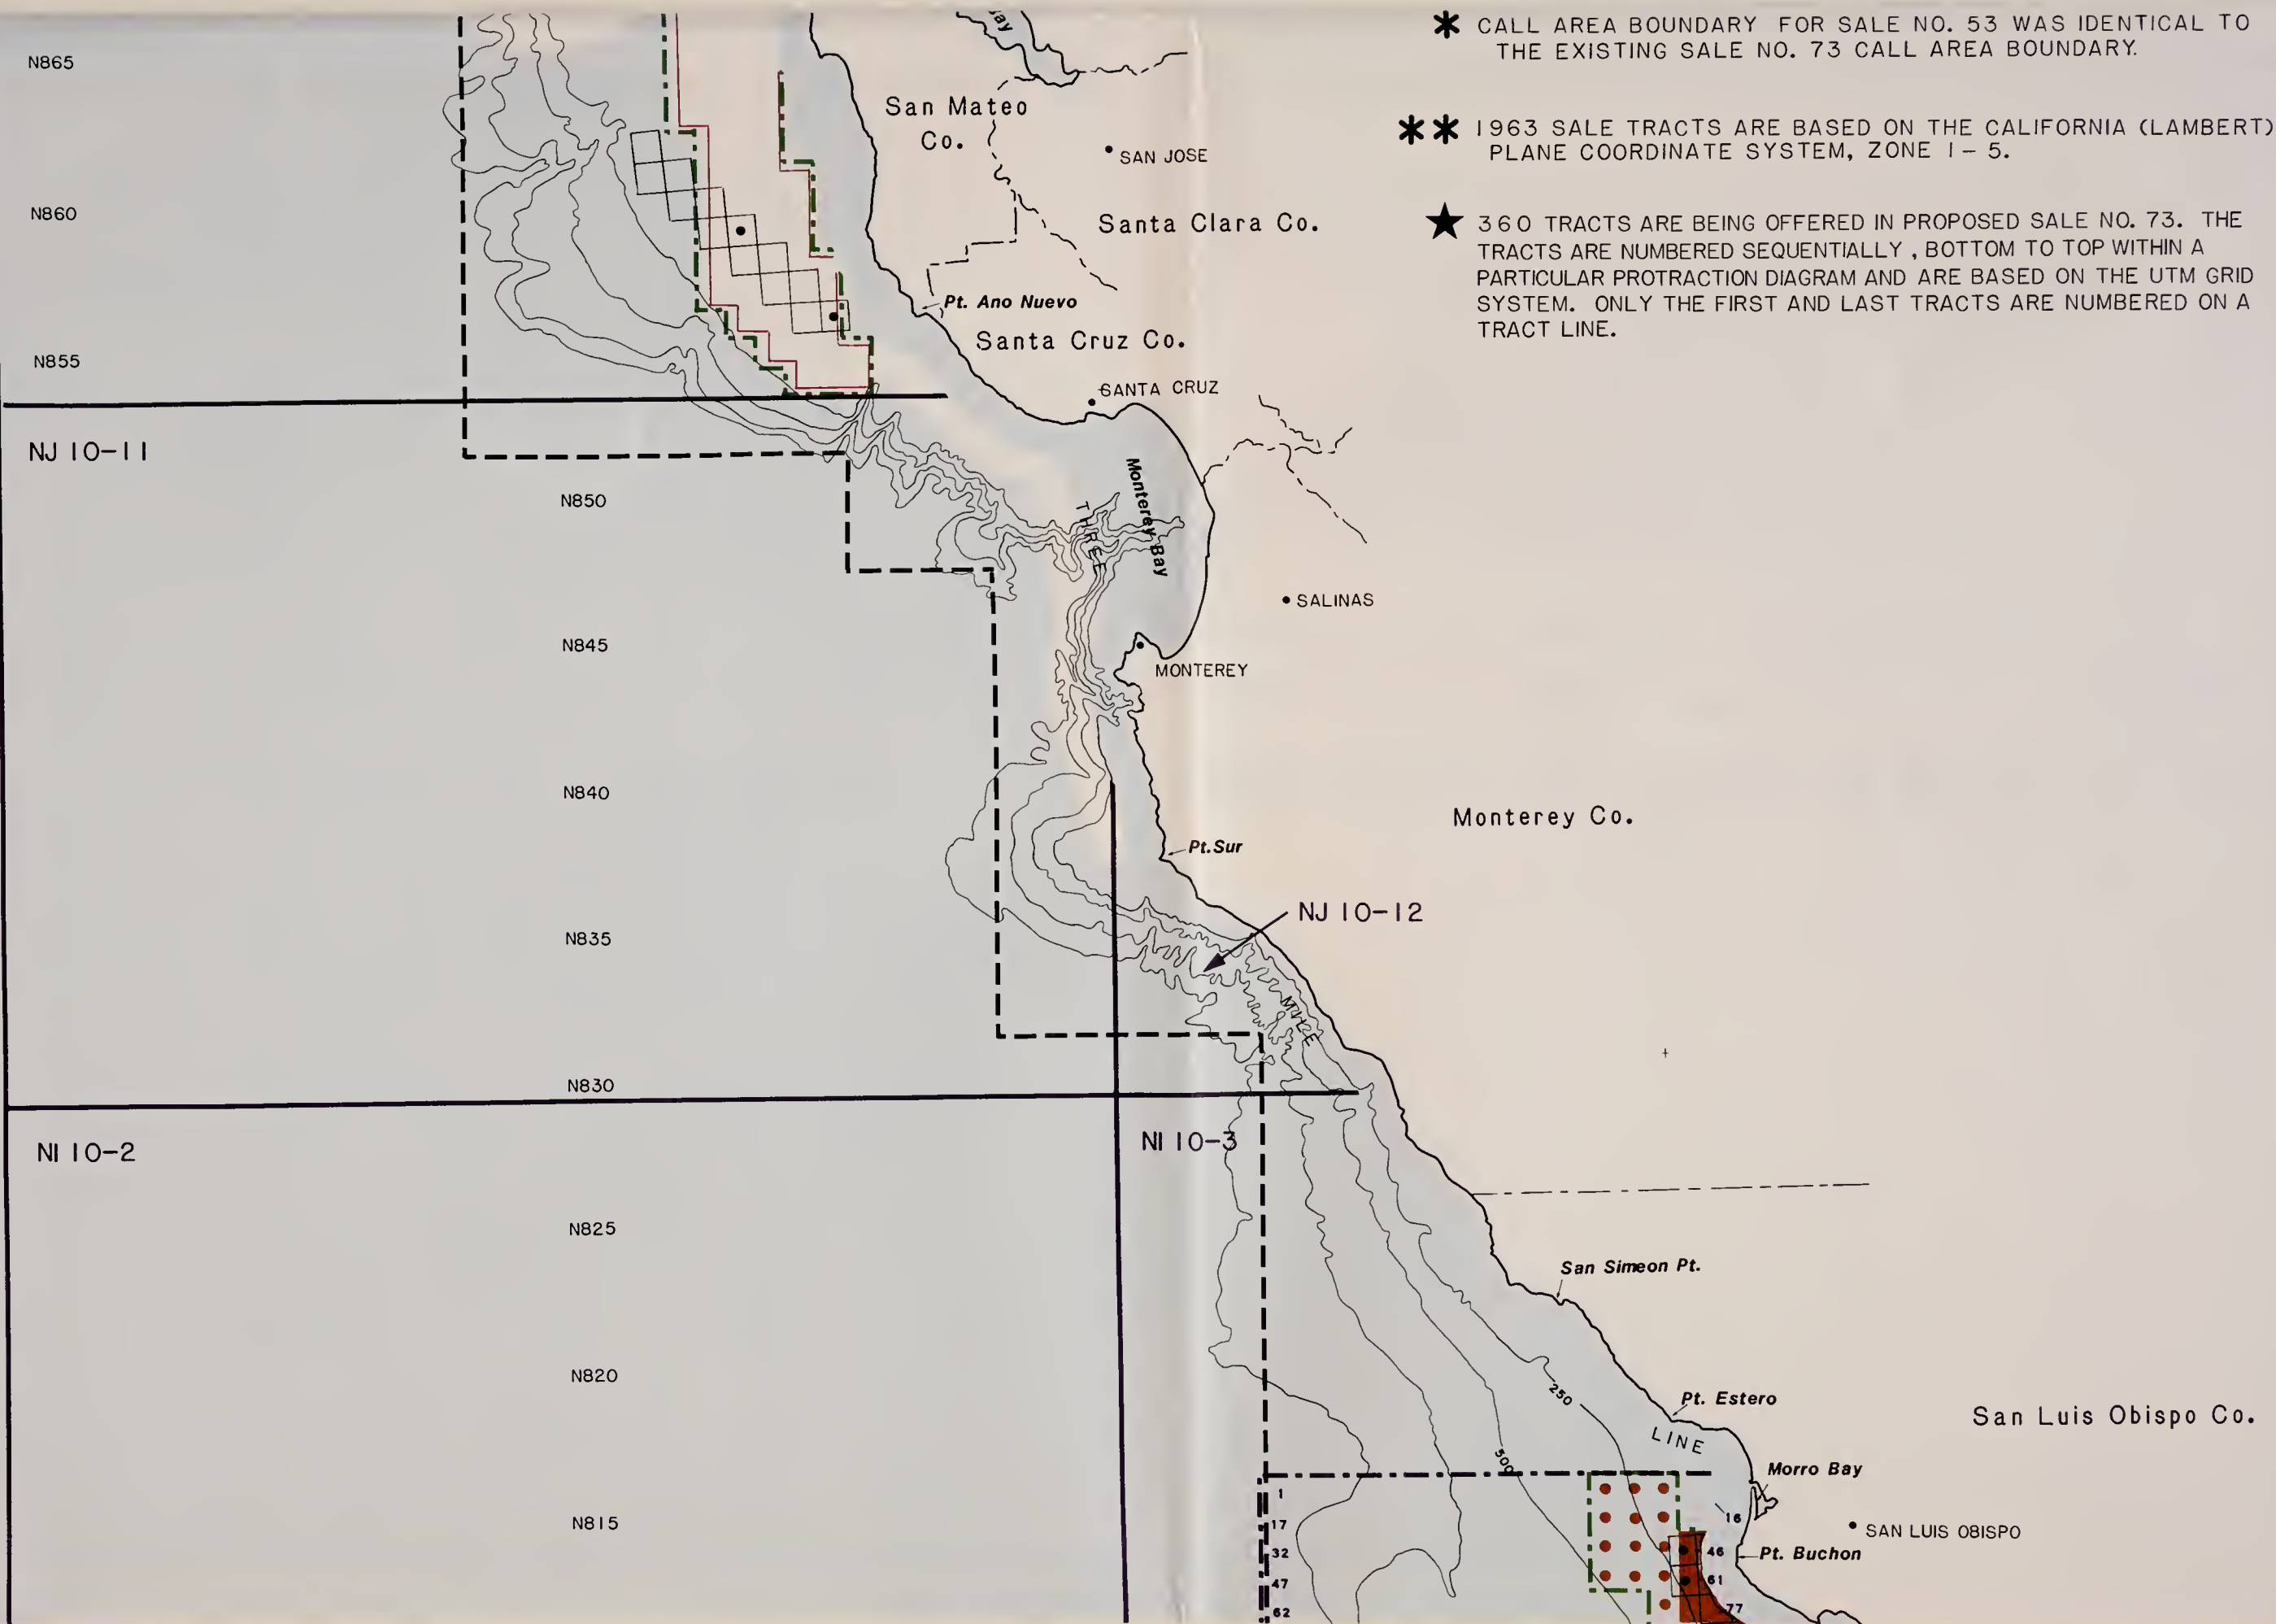 ✱ CALL AREA BOUNDARY FOR SALE NO. 53 WAS IDENTICAL TO
THE EXISTING SALE NO. 73 CALL AREA BOUNDARY.
✱✱ 1963 SALE TRACTS ARE BASED ON THE CALIFORNIA (LAMBERT)
PLANE COORDINATE SYSTEM, ZONE 1-5.
★ 360 TRACTS ARE BEING OFFERED IN PROPOSED SALE NO. 73. THE
TRACTS ARE NUMBERED SEQUENTIALLY, BOTTOM TO TOP WITHIN A
PARTICULAR PROTRACTION DIAGRAM AND ARE BASED ON THE UTM GRID
SYSTEM. ONLY THE FIRST AND LAST TRACTS ARE NUMBERED ON A
TRACT LINE.
N865
San Mateo
Co.
SAN JOSE
N860
Santa Clara Co.
Pt. Ano Nuevo
Santa Cruz Co.
N855
SANTA CRUZ
NJ 10-11
Monterey Bay
N850
THREE
SALINAS
N845
MONTEREY
N840
Monterey Co.
Pt. Sur
NJ 10-12
N835
MILE
N830
NI 10-2
NI 10-3
N825
San Simeon Pt.
N820
250
Pt. Estero
San Luis Obispo Co.
LINE
500
Morro Bay
1
16
N815
17
SAN LUIS OBISPO
32
46
Pt. Buchon
47
61
62
77